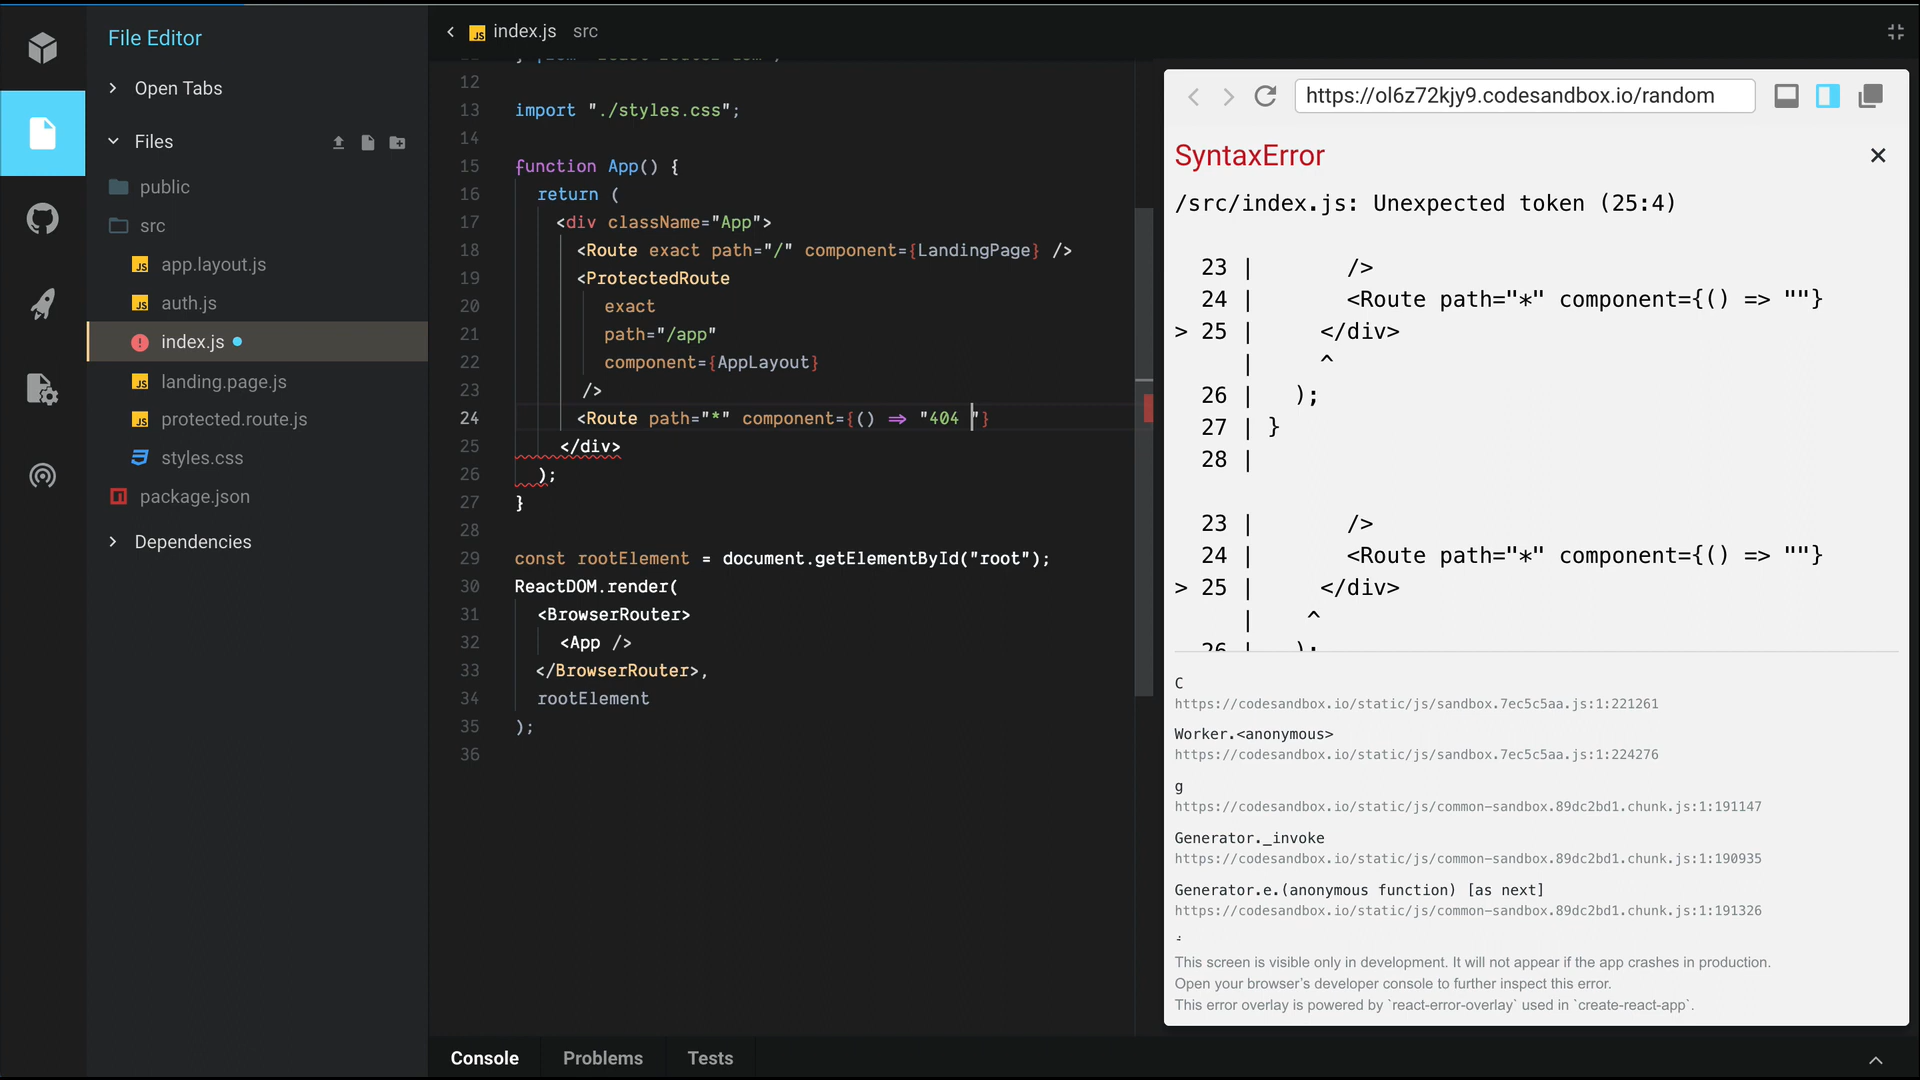 File Editor
Open Tabs
Files
public
src
app.layout.js
auth.js
index.js
landing.page.js
protected.route.js
styles.css
package.json
Dependencies
index.js src
12
13 import "./styles.css";
14
15 function App() {
16 return (
17 <div className="App">
18 <Route exact path="/" component={LandingPage} />
19 <ProtectedRoute
20 exact
21 path="/app"
22 component={AppLayout}
23 />
24 <Route path="*" component={() => "404 "}
25 </div>
26 );
27 }
28
29 const rootElement = document.getElementById("root");
30 ReactDOM.render(
31 <BrowserRouter>
32 <App />
33 </BrowserRouter>,
34 rootElement
35 );
36
Console Problems Tests
https://ol6z72kjy9.codesandbox.io/random
SyntaxError
/src/index.js: Unexpected token (25:4)
23 | />
24 | <Route path="*" component={() => ""}
> 25 | </div>
| ^
26 | );
27 | }
28 |
23 | />
24 | <Route path="*" component={() => ""}
> 25 | </div>
| ^
26 | );
C
https://codesandbox.io/static/js/sandbox.7ec5c5aa.js:1:221261
Worker.<anonymous>
https://codesandbox.io/static/js/sandbox.7ec5c5aa.js:1:224276
g
https://codesandbox.io/static/js/common-sandbox.89dc2bd1.chunk.js:1:191147
Generator._invoke
https://codesandbox.io/static/js/common-sandbox.89dc2bd1.chunk.js:1:190935
Generator.e.(anonymous function) [as next]
https://codesandbox.io/static/js/common-sandbox.89dc2bd1.chunk.js:1:191326
This screen is visible only in development. It will not appear if the app crashes in production.
Open your browser's developer console to further inspect this error.
This error overlay is powered by `react-error-overlay` used in `create-react-app`.